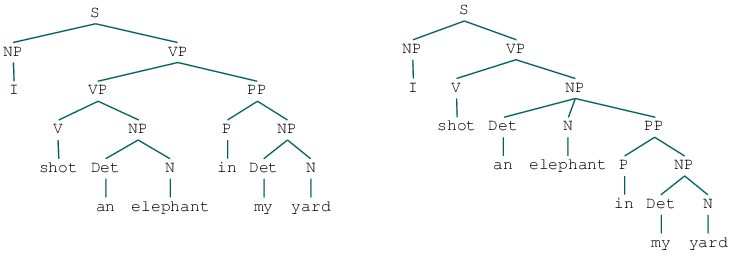 S S
NP VP NP VP
I VP PP I V NP
V NP P NP shot Det N PP
shot Det N in Det N an elephant P NP
an elephant my yard in Det N
my yard